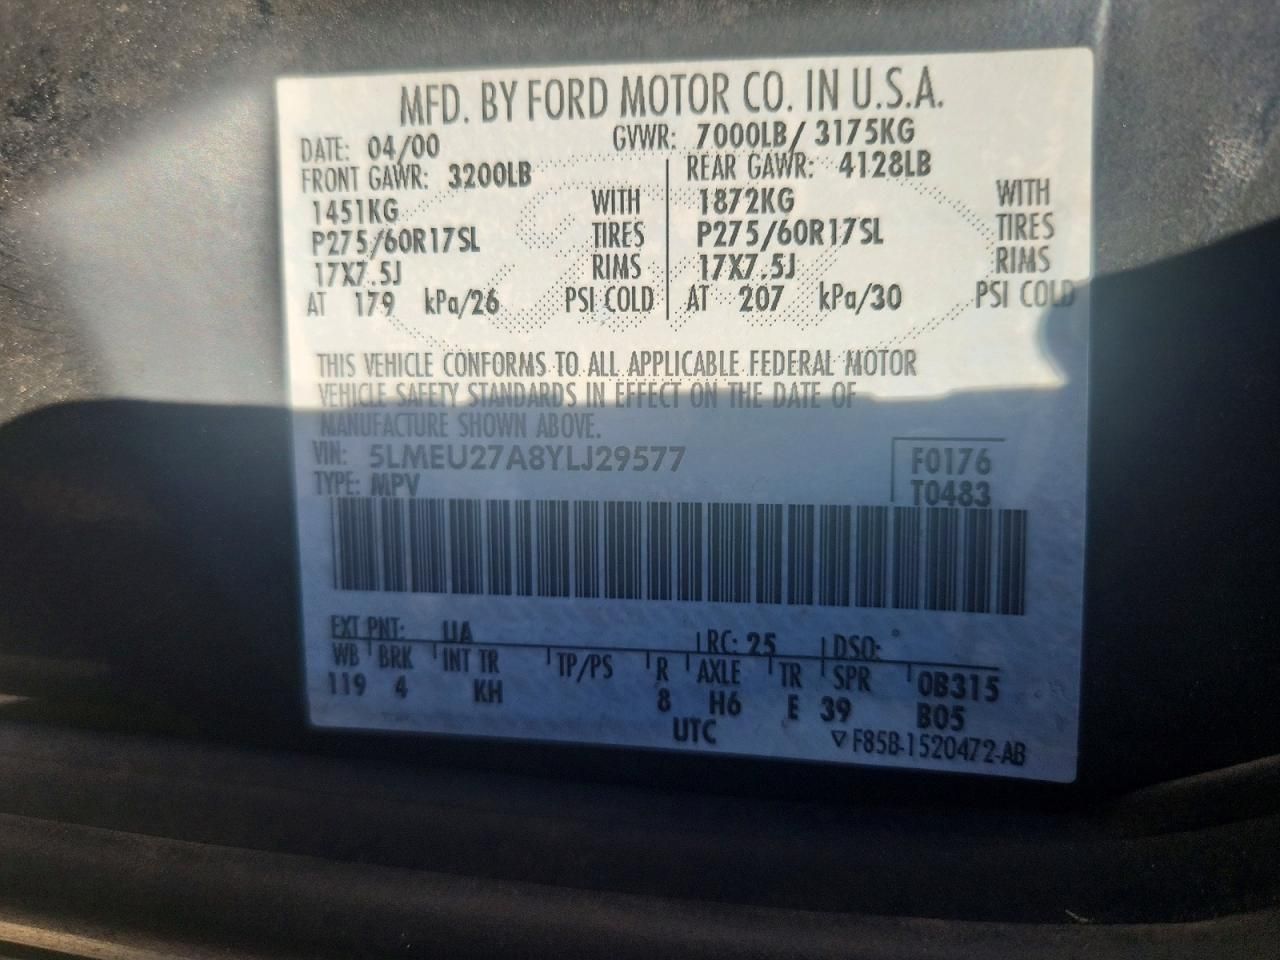 MFD. BY FORD MOTOR CO. IN U.S.A.
DATE: 04/00 GVWR: 7000LB/ 3175KG
FRONT GAWR: 3200LB REAR GAWR: 4128LB
1451KG WITH 1872KG WITH
P275/60R17SL TIRES P275/60R17SL TIRES
17X7.5J RIMS 17X7.5J RIMS
AT 179 kPa/26 PSI COLD AT 207 kPa/30 PSI COLD
THIS VEHICLE CONFORMS TO ALL APPLICABLE FEDERAL MOTOR
VEHICLE SAFETY STANDARDS IN EFFECT ON THE DATE OF
MANUFACTURE SHOWN ABOVE.
VIN: 5LMEU27A8YLJ29577 F0176
TYPE: MPV T0483
EXT PNT: UA RC: 25 DSO:
WB BRK INT TR TP/PS R AXLE TR SPR 0B315
119 4 KH 8 H6 E 39 B05
UTC ▽ F85B-1520472-AB